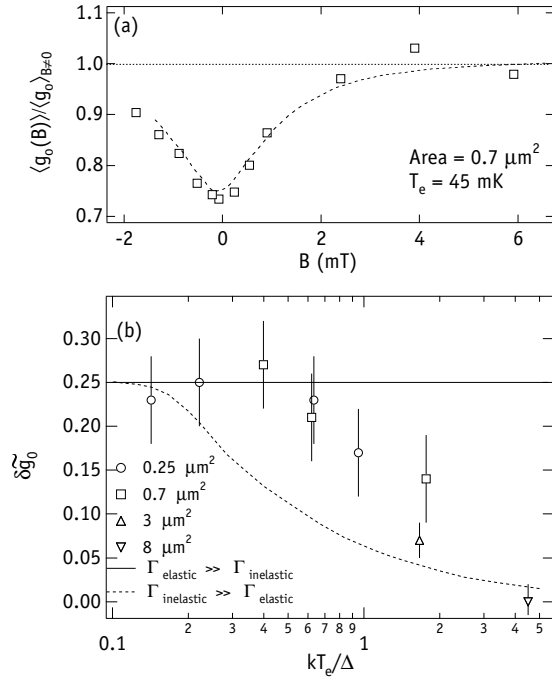 (a)
1.0
0.9
0.8
0.7
⟨g₀(B)⟩/⟨g₀⟩B≠0
Area = 0.7 μm²
Tₑ = 45 mK
-2 0 2 4 6
B (mT)
(b)
0.30
0.25
0.20
0.15
0.10
0.05
0.00
δg̃₀
0.25 μm²
0.7 μm²
3 μm²
8 μm²
Γelastic >> Γinelastic
Γinelastic >> Γelastic
2 3 4 5 6 7 8 9 2 3 4 5
0.1 1
kTₑ/Δ